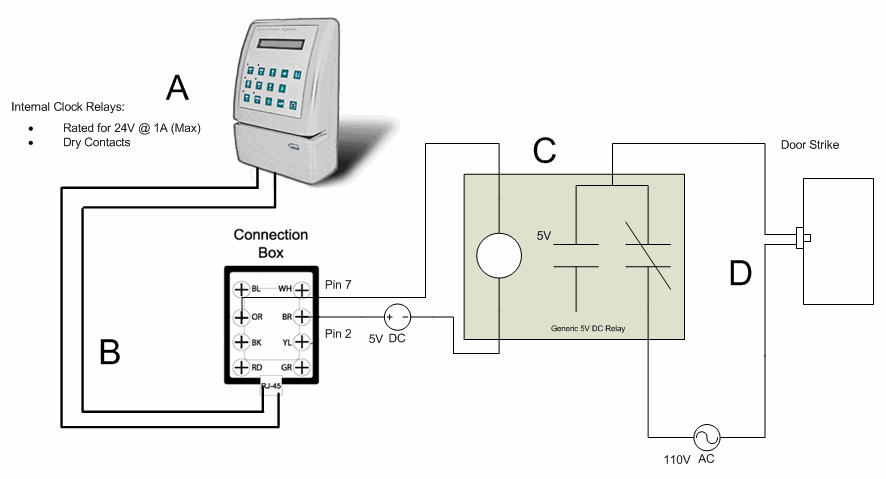 A
Internal Clock Relays:
• Rated for 24V @ 1A (Max)
• Dry Contacts
Connection
Box
BL WH
OR BR
BK YL
RD GR
RJ-45
Pin 7
Pin 2
B
5V DC
C
5V
Generic 5V DC Relay
Door Strike
D
110V AC